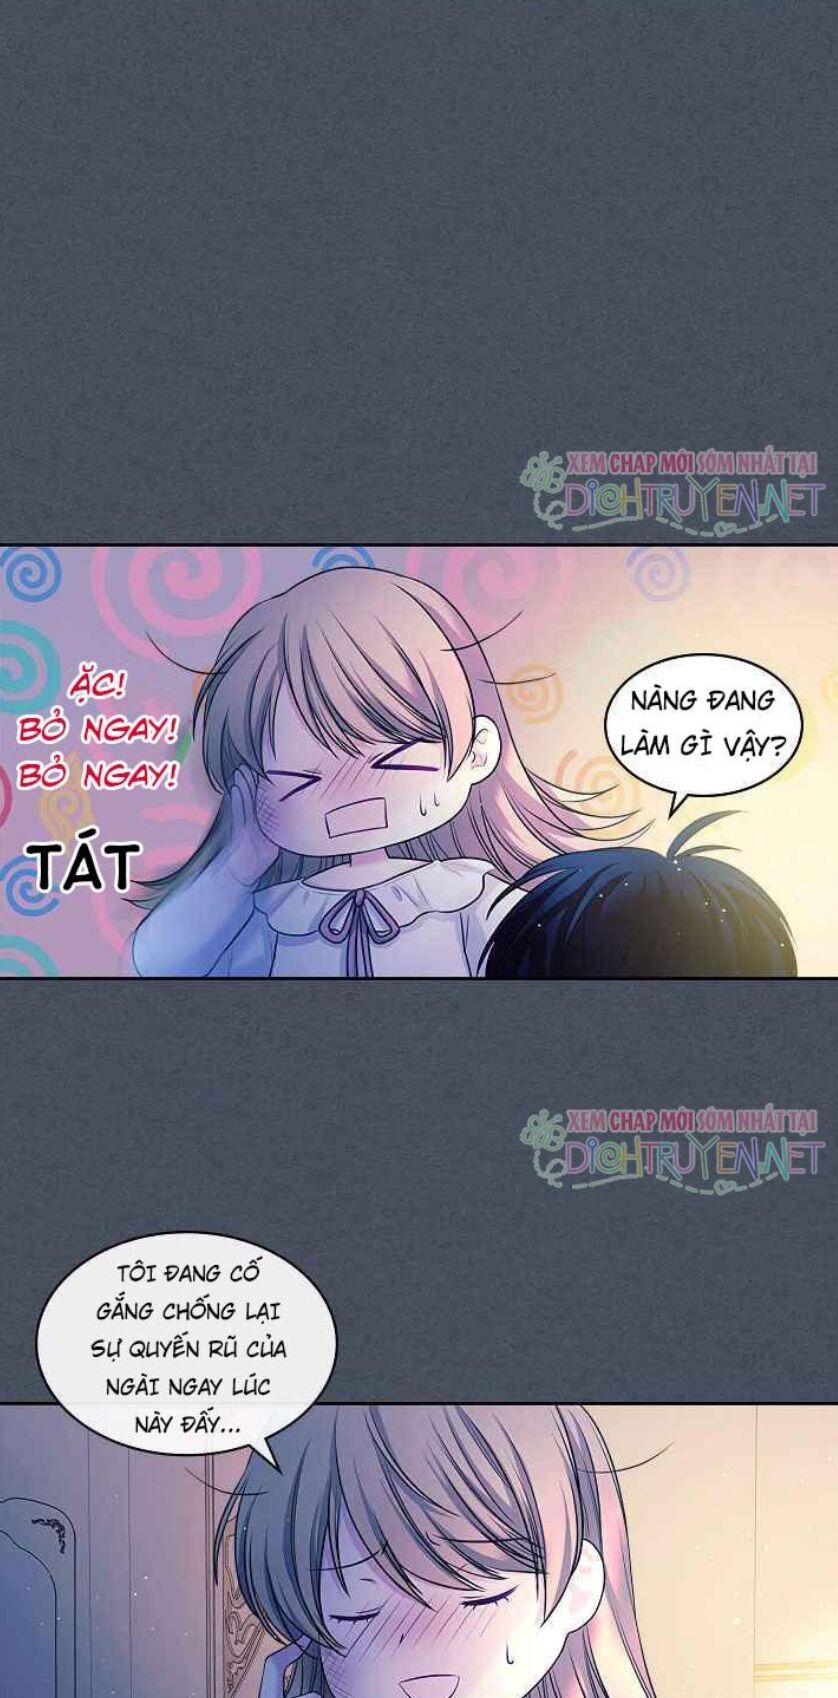 XEM CHAP MỚI SỚM NHẤT TẠI
DICHTRUYEN.NET
ẶC!
BỎ NGAY!
BỎ NGAY!
TÁT
NÀNG ĐANG
LÀM GÌ VẬY?
XEM CHAP MỚI SỚM NHẤT TẠI
DICHTRUYEN.NET
TÔI ĐANG CỐ
GẮNG CHỐNG LẠI
SỰ QUYẾN RŨ CỦA
NGÀI NGAY LÚC
NÀY ĐẤY...